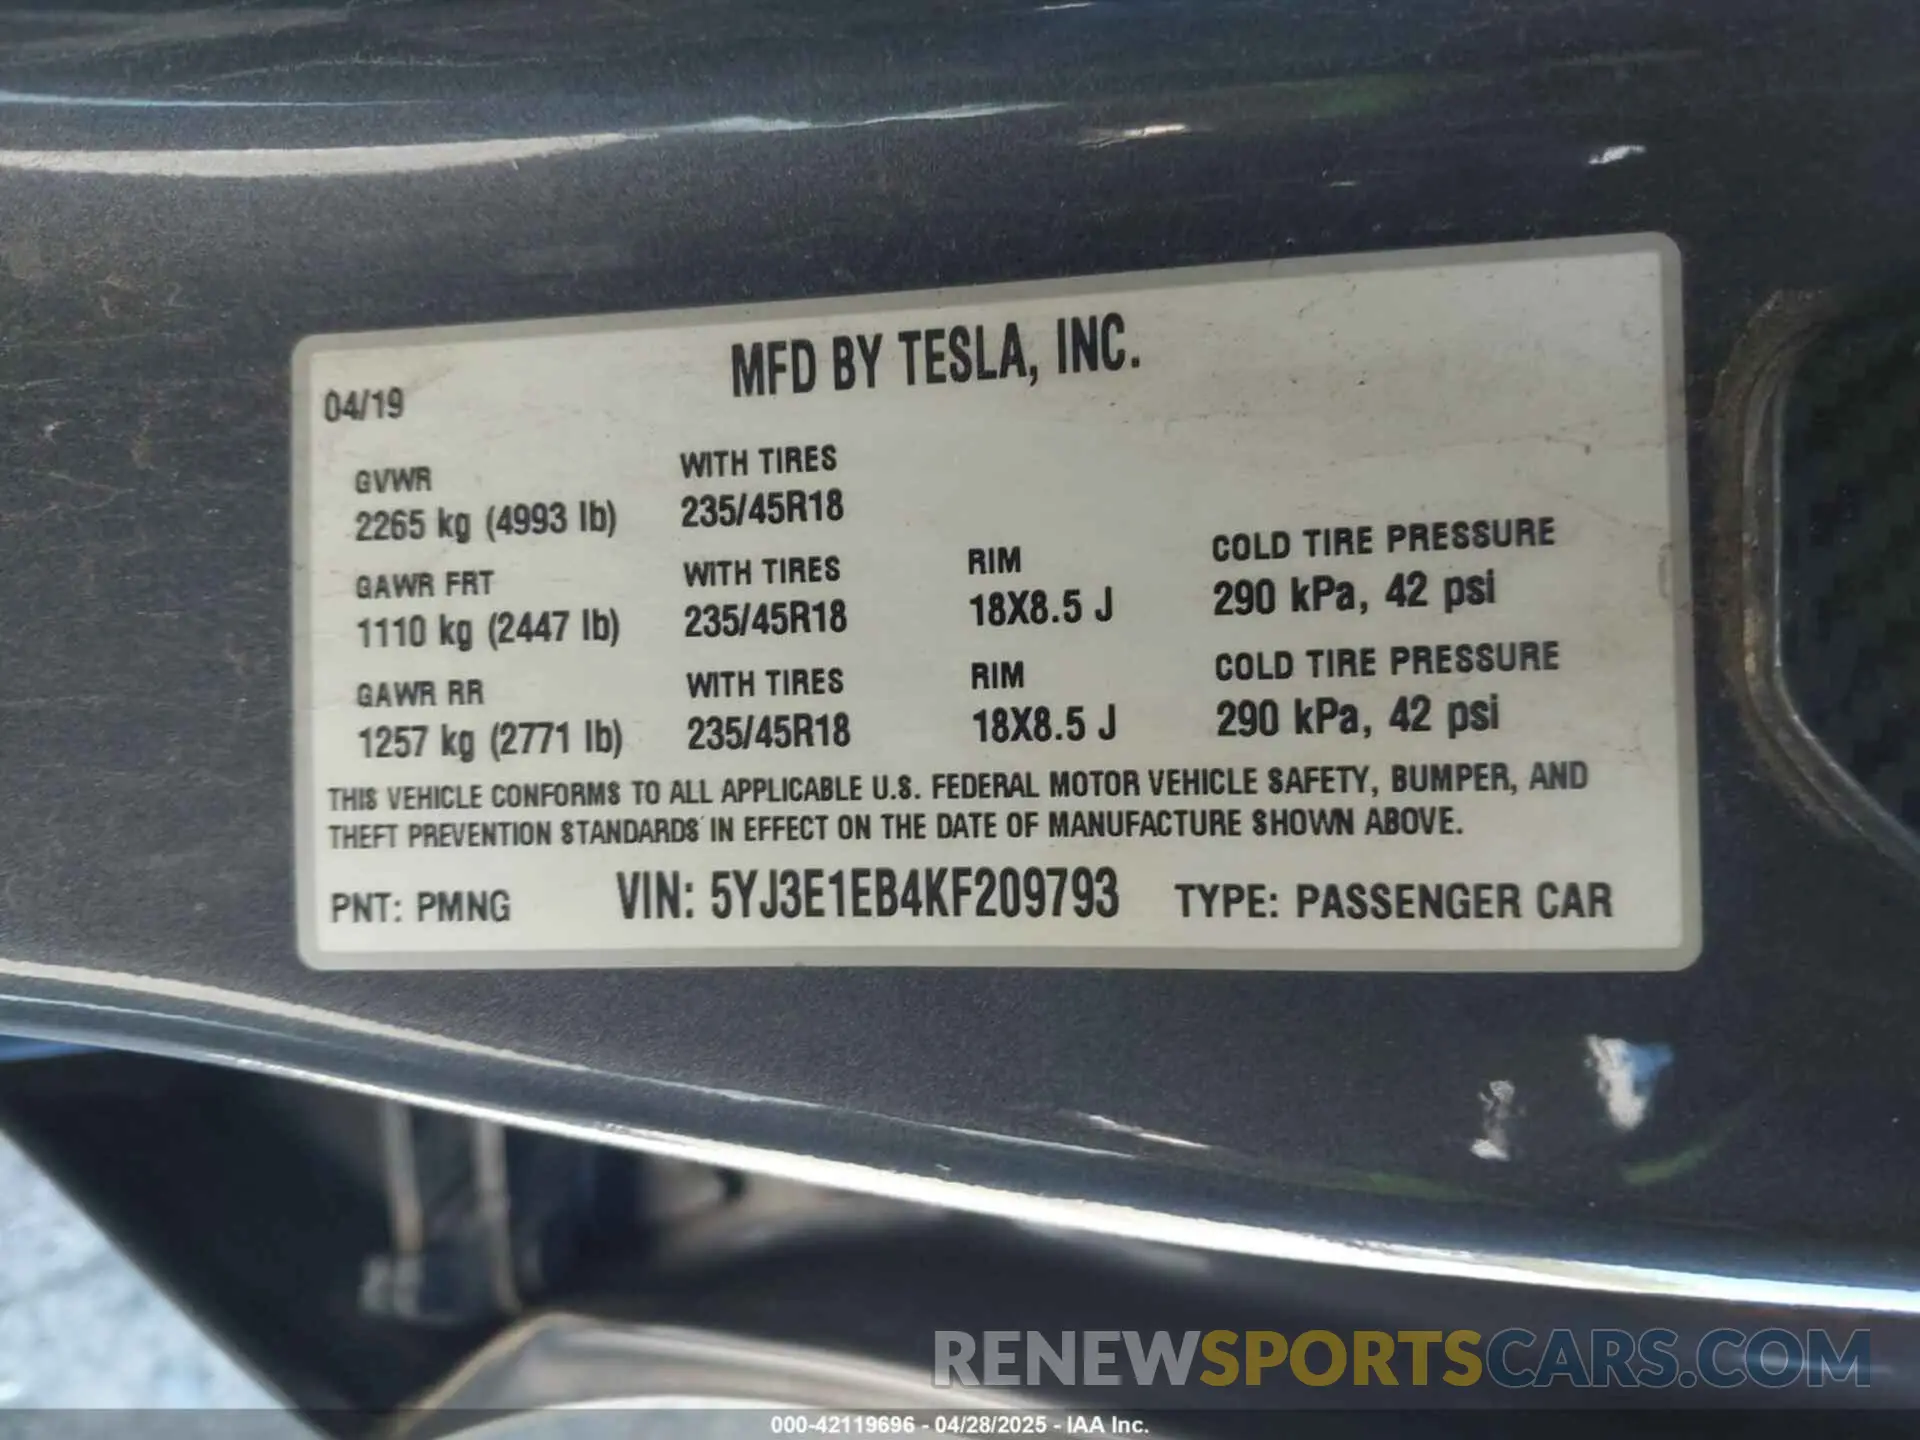 MFD BY TESLA, INC.
04/19
GVWR
2265 kg (4993 lb)
WITH TIRES
235/45R18
GAWR FRT
1110 kg (2447 lb)
WITH TIRES
235/45R18
RIM
18X8.5 J
COLD TIRE PRESSURE
290 kPa, 42 psi
GAWR RR
1257 kg (2771 lb)
WITH TIRES
235/45R18
RIM
18X8.5 J
COLD TIRE PRESSURE
290 kPa, 42 psi
THIS VEHICLE CONFORMS TO ALL APPLICABLE U.S. FEDERAL MOTOR VEHICLE SAFETY, BUMPER, AND
THEFT PREVENTION STANDARDS IN EFFECT ON THE DATE OF MANUFACTURE SHOWN ABOVE.
PNT: PMNG VIN: 5YJ3E1EB4KF209793 TYPE: PASSENGER CAR
RENEWSPORTSCARS.COM
000-42119696 - 04/28/2025 - IAA Inc.